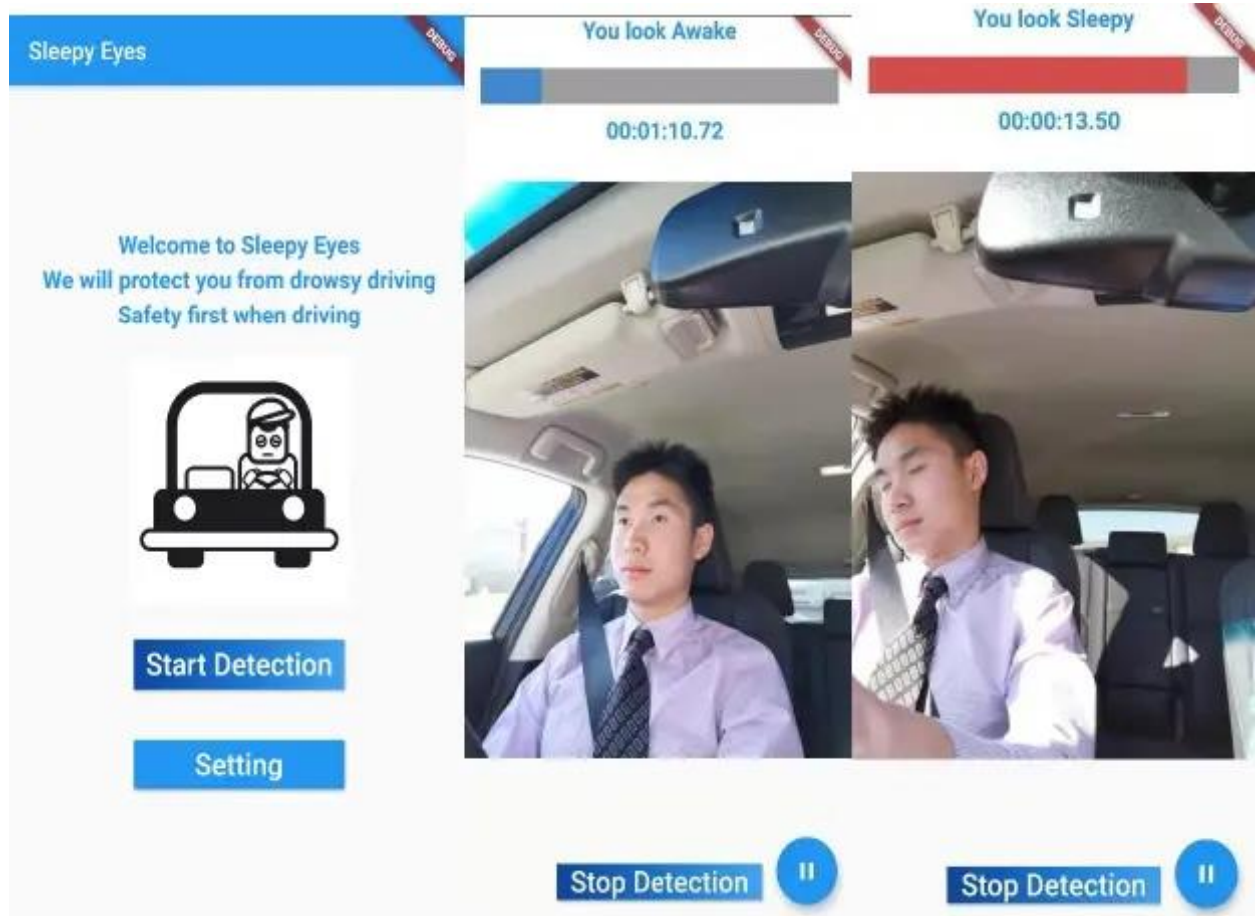 Sleepy Eyes
DEBUG
Welcome to Sleepy Eyes
We will protect you from drowsy driving
Safety first when driving
Start Detection
Setting
You look Awake
DEBUG
00:01:10.72
Stop Detection
You look Sleepy
DEBUG
00:00:13.50
Stop Detection